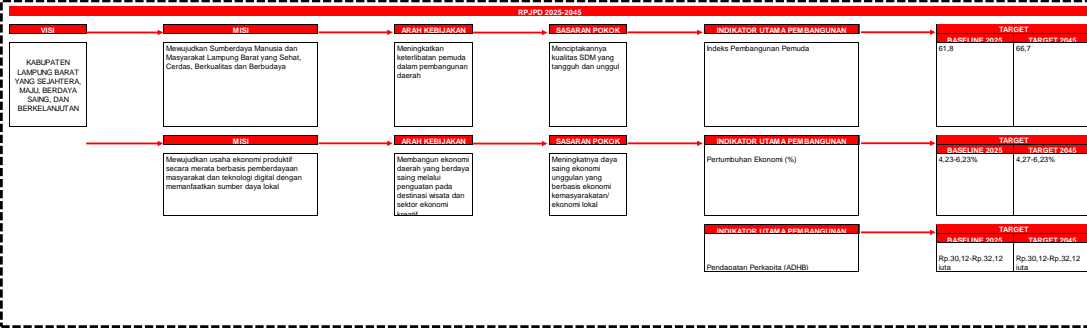 RPJPD 2025-2045
VISI
MISI
ARAH KEBIJAKAN
SASARAN POKOK
INDIKATOR UTAMA PEMBANGUNAN
TARGET
BASELINE 2025
TARGET 2045
KABUPATEN
LAMPUNG BARAT
YANG SEJAHTERA,
MAJU, BERDAYA
SAING, DAN
BERKELANJUTAN
Mewujudkan Sumberdaya Manusia dan
Masyarakat Lampung Barat yang Sehat,
Cerdas, Berkualitas dan Berbudaya
Meningkatkan
keterlibatan pemuda
dalam pembangunan
daerah
Menciptakannya
kualitas SDM yang
tangguh dan unggul
Indeks Pembangunan Pemuda
61,8
66,7
MISI
ARAH KEBIJAKAN
SASARAN POKOK
INDIKATOR UTAMA PEMBANGUNAN
TARGET
BASELINE 2025
TARGET 2045
Mewujudkan usaha ekonomi produktif
secara merata berbasis pemberdayaan
masyarakat dan teknologi digital dengan
memanfaatkan sumber daya lokal
Membangun ekonomi
daerah yang berdaya
saing melalui
penguatan pada
destinasi wisata dan
sektor ekonomi
kreatif
Meningkatnya daya
saing ekonomi
unggulan yang
berbasis ekonomi
kemasyarakatan/
ekonomi lokal
Pertumbuhan Ekonomi (%)
4,23-6,23%
4,27-6,23%
INDIKATOR UTAMA PEMBANGUNAN
TARGET
BASELINE 2025
TARGET 2045
Pendapatan Perkapita (ADHB)
Rp.30,12-Rp.32,12
juta
Rp.30,12-Rp.32,12
juta